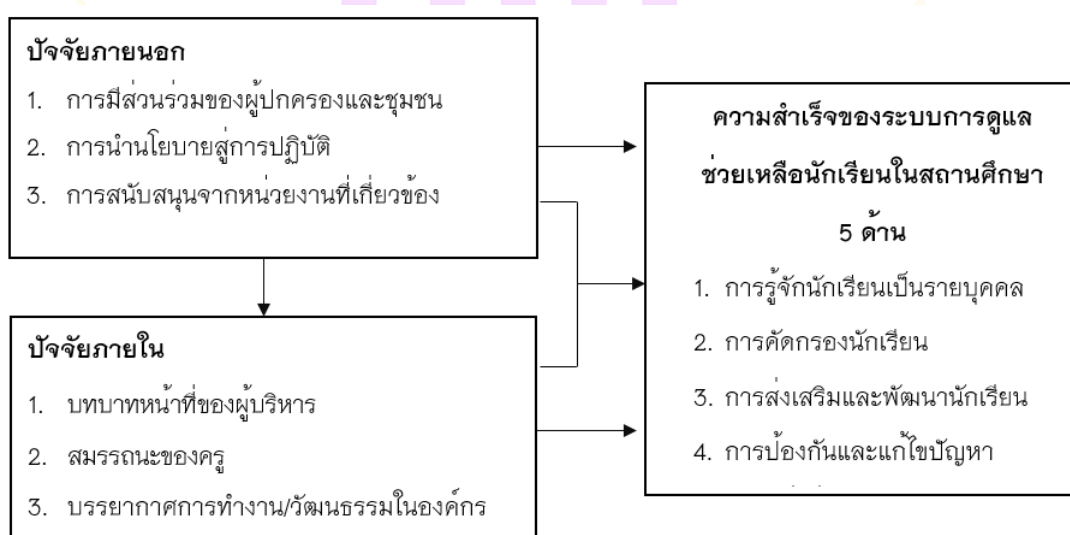 ปัจจัยภายนอก
1. การมีส่วนร่วมของผู้ปกครองและชุมชน
2. การนำนโยบายสู่การปฏิบัติ
3. การสนับสนุนจากหน่วยงานที่เกี่ยวข้อง
ปัจจัยภายใน
1. บทบาทหน้าที่ของผู้บริหาร
2. สมรรถนะของครู
3. บรรยากาศการทำงาน/วัฒนธรรมในองค์กร
ความสำเร็จของระบบการดูแล
ช่วยเหลือนักเรียนในสถานศึกษา
5 ด้าน
1. การรู้จักนักเรียนเป็นรายบุคคล
2. การคัดกรองนักเรียน
3. การส่งเสริมและพัฒนานักเรียน
4. การป้องกันและแก้ไขปัญหา